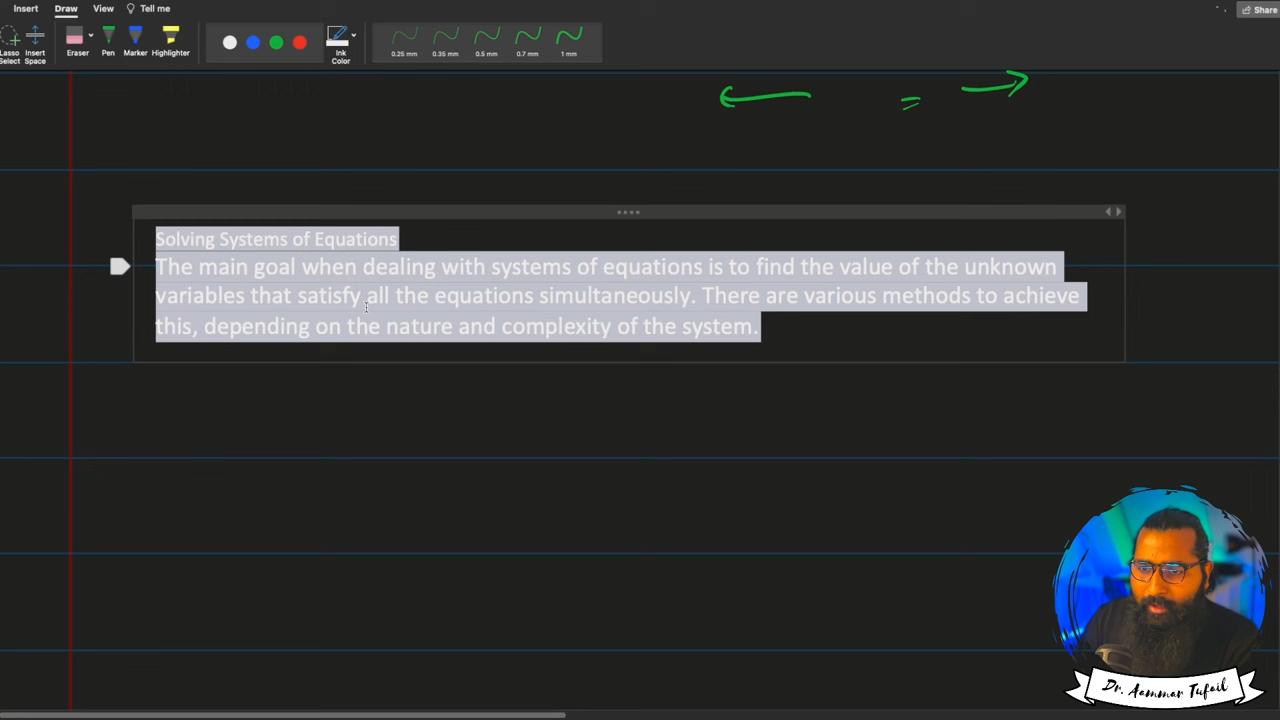 Insert Draw View Tell me Share
Lasso Select
Insert Space
Eraser
Pen
Marker
Highlighter
Ink Color
0.25 mm 0.35 mm 0.5 mm 0.7 mm 1 mm
=
Solving Systems of Equations
The main goal when dealing with systems of equations is to find the value of the unknown
variables that satisfy all the equations simultaneously. There are various methods to achieve
this, depending on the nature and complexity of the system.
Dr. Aammar Tufail